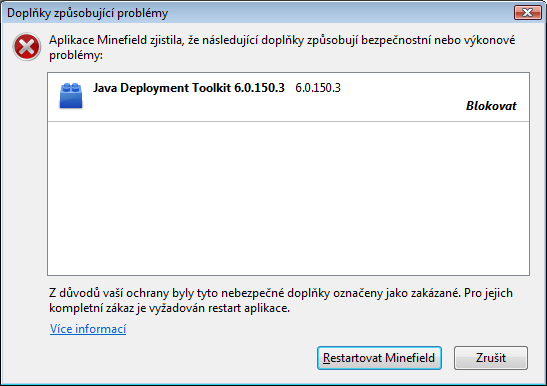 Doplňky způsobující problémy
Aplikace Minefield zjistila, že následující doplňky způsobují bezpečnostní nebo výkonové
problémy:
Java Deployment Toolkit 6.0.150.3 6.0.150.3
Blokovat
Z důvodů vaší ochrany byly tyto nebezpečné doplňky označeny jako zakázané. Pro jejich
kompletní zákaz je vyžadován restart aplikace.
Více informací
Restartovat Minefield Zrušit